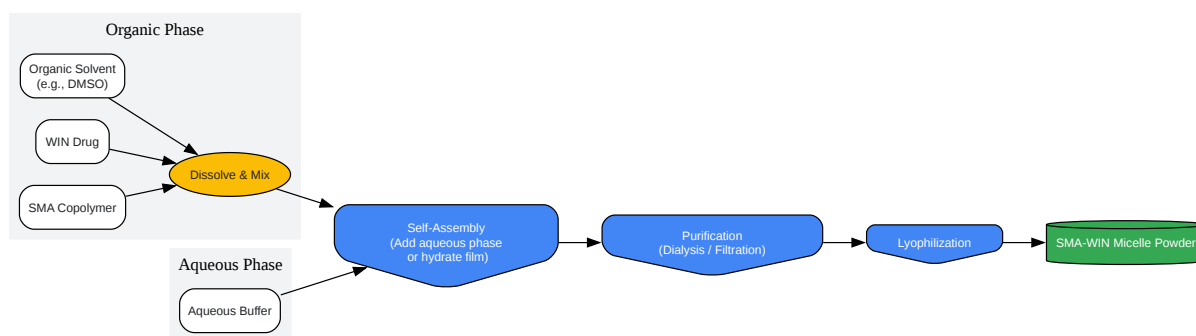 Organic Phase
Organic Solvent
(e.g., DMSO)
WIN Drug
SMA Copolymer
Dissolve & Mix
Aqueous Phase
Aqueous Buffer
Self-Assembly
(Add aqueous phase
or hydrate film)
Purification
(Dialysis / Filtration)
Lyophilization
SMA-WIN Micelle Powder